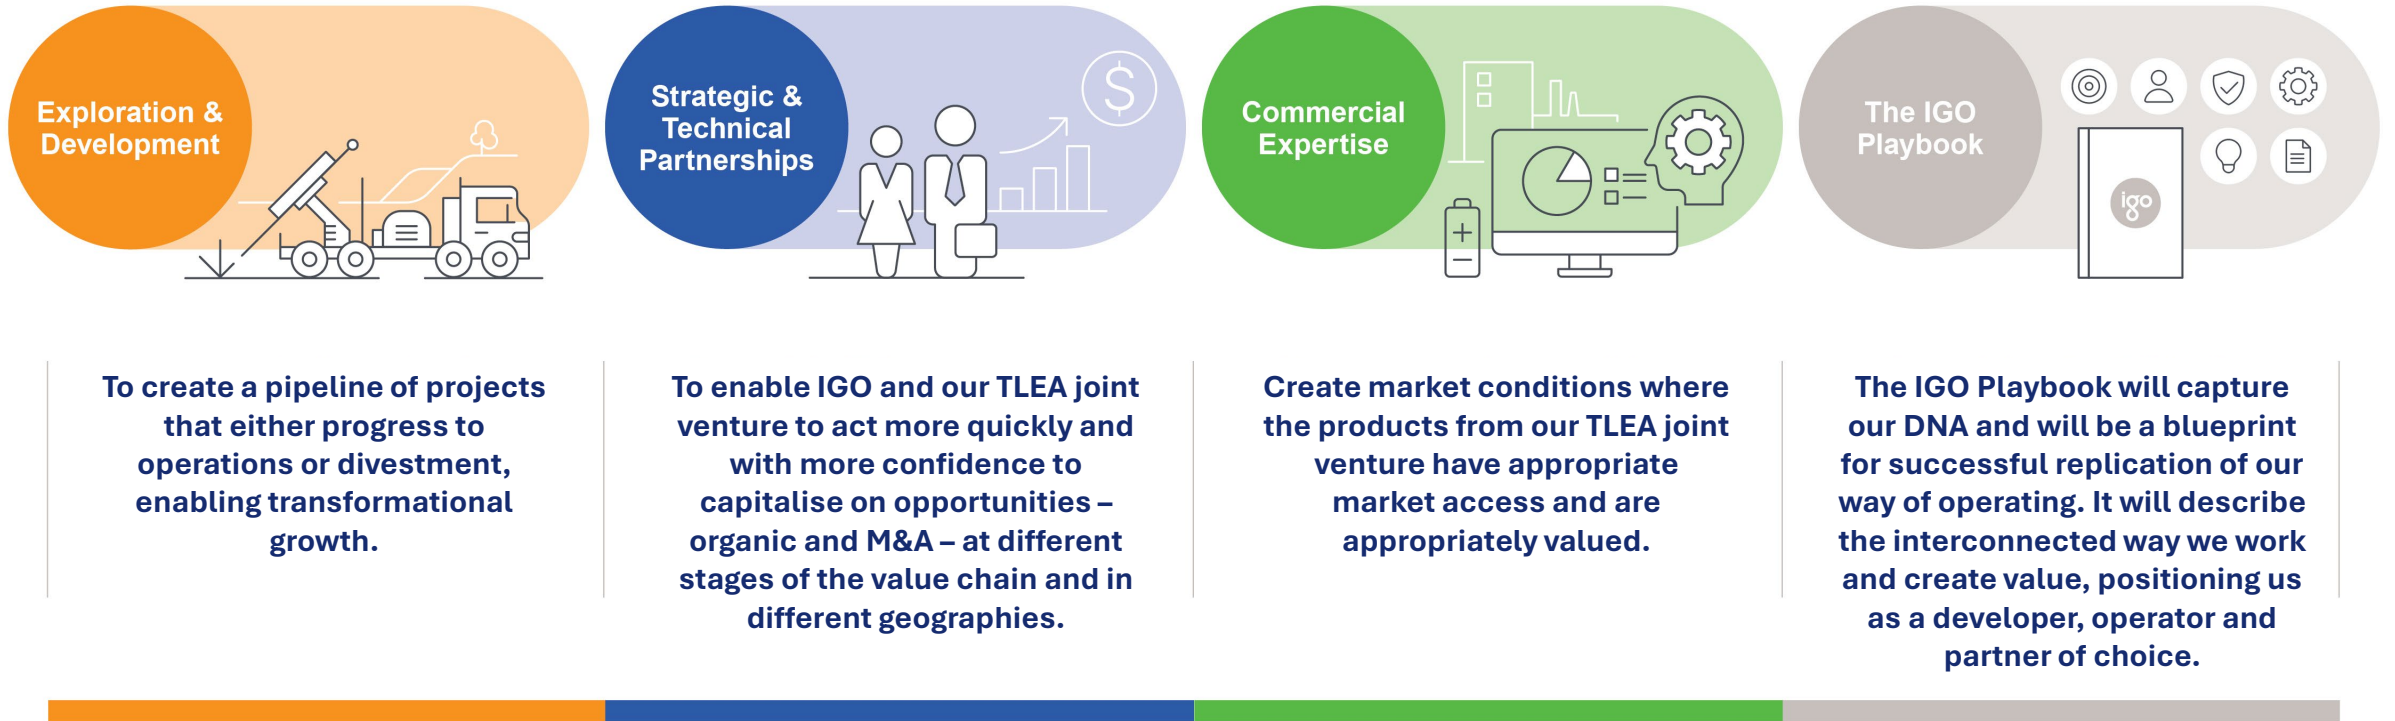 Exploration &
Development
Strategic &
Technical
Partnerships
$
Commercial
Expertise
The IGO
Playbook
igo
To create a pipeline of projects
that either progress to
operations or divestment,
enabling transformational
growth.
To enable IGO and our TLEA joint
venture to act more quickly and
with more confidence to
capitalise on opportunities –
organic and M&A – at different
stages of the value chain and in
different geographies.
Create market conditions where
the products from our TLEA joint
venture have appropriate
market access and are
appropriately valued.
The IGO Playbook will capture
our DNA and will be a blueprint
for successful replication of our
way of operating. It will describe
the interconnected way we work
and create value, positioning us
as a developer, operator and
partner of choice.